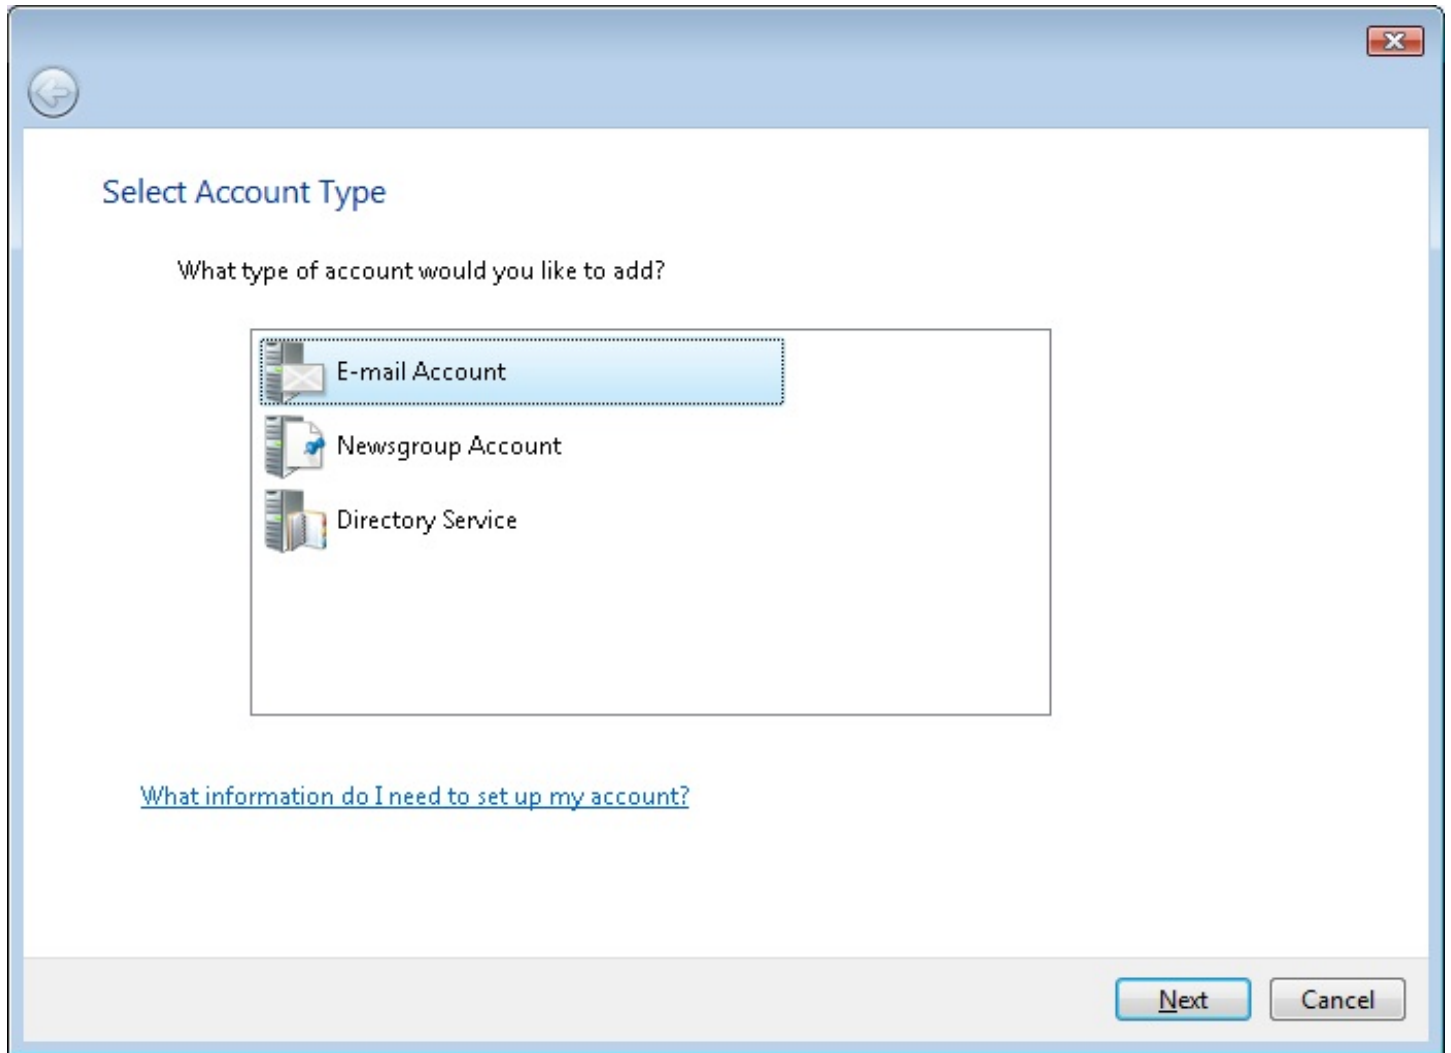 Select Account Type
What type of account would you like to add?
E-mail Account
Newsgroup Account
Directory Service
What information do I need to set up my account?
Next
Cancel